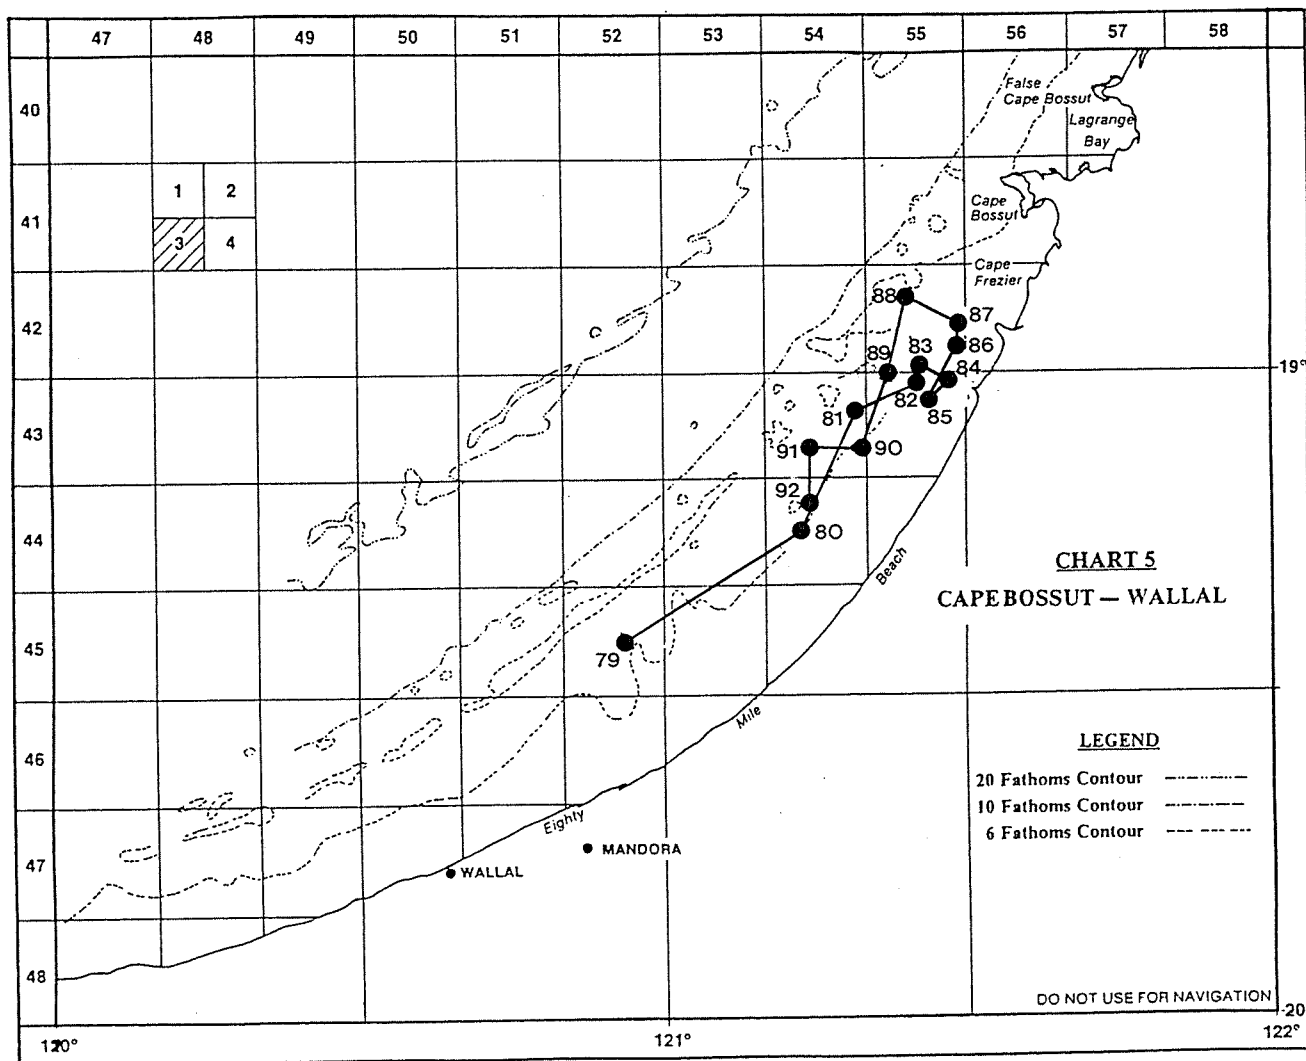 47 48 49 50 51 52 53 54 55 56 57 58
40
41
42
43
44
45
46
47
48
1 2
3 4
False
Cape Bossut
Lagrange
Bay
Cape
Bossut
Cape
Frezier
88
87
86
89
83
84
82
85
81
91
90
92
80
79
19°
Beach
Mile
Eighty
CHART 5
CAPE BOSSUT — WALLAL
MANDORA
WALLAL
LEGEND
20 Fathoms Contour
10 Fathoms Contour
6 Fathoms Contour
DO NOT USE FOR NAVIGATION
20
120°
121°
122°